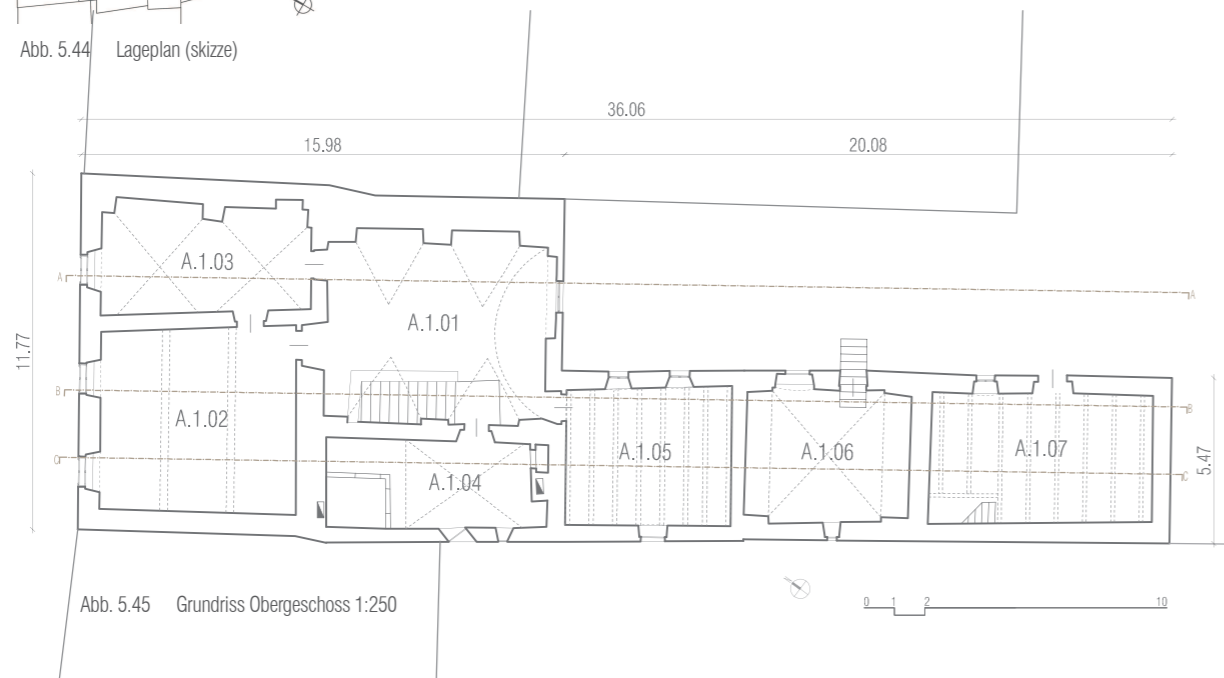 Abb. 5.44 Lageplan (skizze)
36.06
15.98 20.08
A.1.03
A A
A.1.01
11.77
B B
A.1.02
A.1.05
A.1.06
A.1.07
C C
A.1.04
5.47
Abb. 5.45 Grundriss Obergeschoss 1:250
0 1 2 10